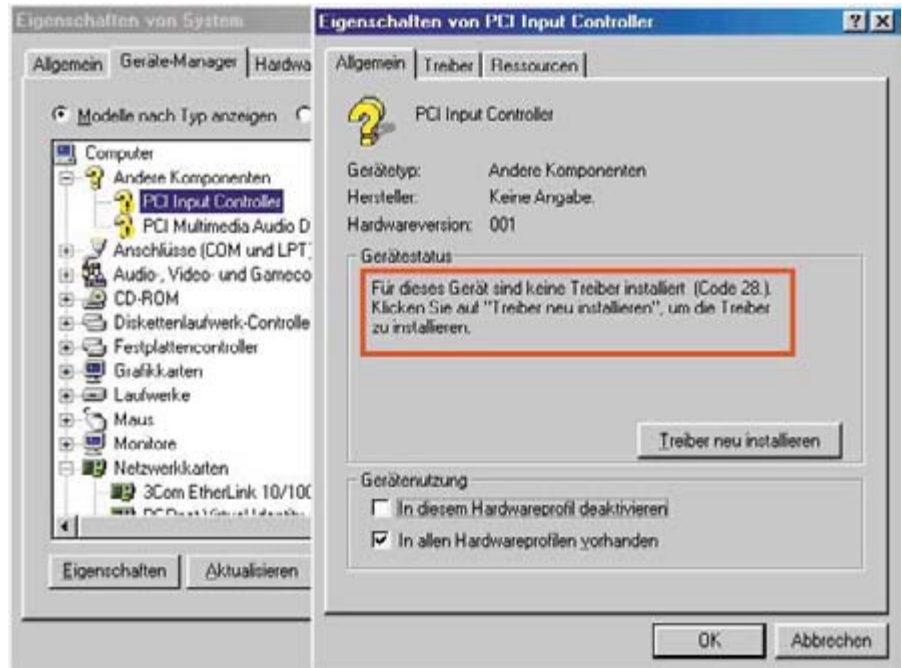 Eigenschaften von System
Allgemein
Geräte-Manager
Hardwa
Modelle nach Typ anzeigen
Computer
Andere Komponenten
PCI Input Controller
PCI Multimedia Audio D
Anschlüsse (COM und LPT)
Audio-, Video- und Gameco
CD-ROM
Diskettenlaufwerk-Controlle
Festplattencontroller
Grafikkarten
Laufwerke
Maus
Monitore
Netzwerkkarten
3Com EtherLink 10/100
Eigenschaften
Aktualisieren
Eigenschaften von PCI Input Controller
Allgemein
Treiber
Ressourcen
PCI Input Controller
Gerätetyp: Andere Komponenten
Hersteller: Keine Angabe.
Hardwareversion: 001
Gerätestatus
Für dieses Gerät sind keine Treiber installiert (Code 28.).
Klicken Sie auf "Treiber neu installieren", um die Treiber
zu installieren.
Treiber neu installieren
Gerätenutzung
In diesem Hardwareprofil deaktivieren
In allen Hardwareprofilen vorhanden
OK
Abbrechen